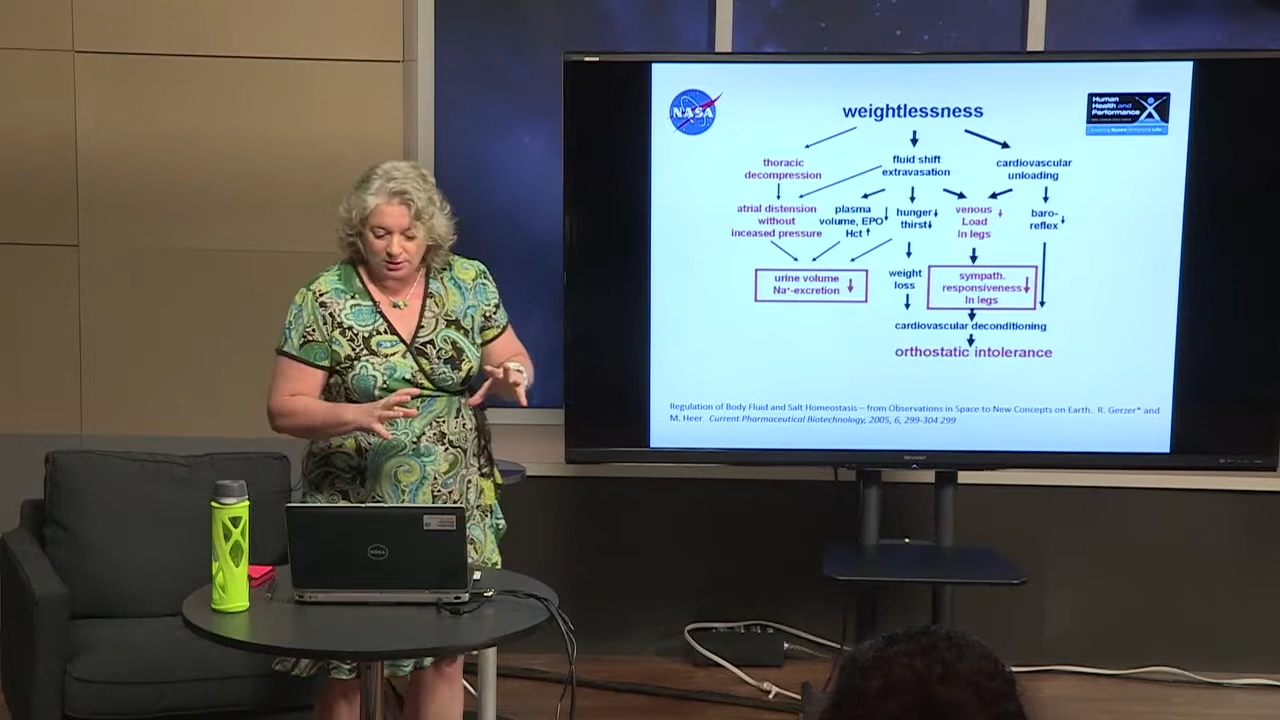 weightlessness
NASA
Human
Health and
Performance
thoracic
decompression
fluid shift
extravasation
cardiovascular
unloading
atrial distension
without
inceased pressure
plasma
volume, EPO ↓
Hct ↑
hunger↓
thirst↓
venous ↓
Load
In legs
baro-
reflex ↓
urine volume
Na⁺-excretion ↓
weight
loss
sympath.
responsiveness ↓
In legs
cardiovascular deconditioning
orthostatic intolerance
Regulation of Body Fluid and Salt Homeostasis – from Observations in Space to New Concepts on Earth. R. Gerzer* and
M. Heer Current Pharmaceutical Biotechnology, 2005, 6, 299-304 299
SHARP
DELL